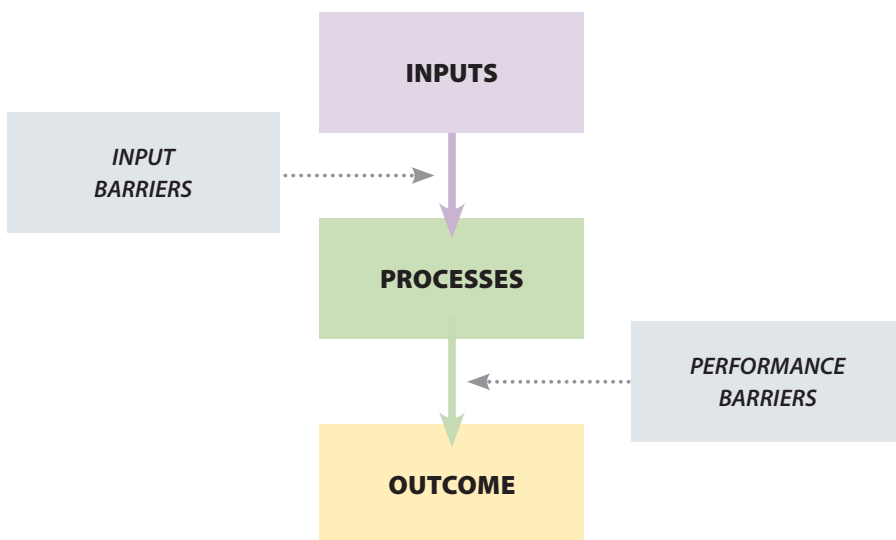 INPUTS
INPUT
BARRIERS
PROCESSES
PERFORMANCE
BARRIERS
OUTCOME